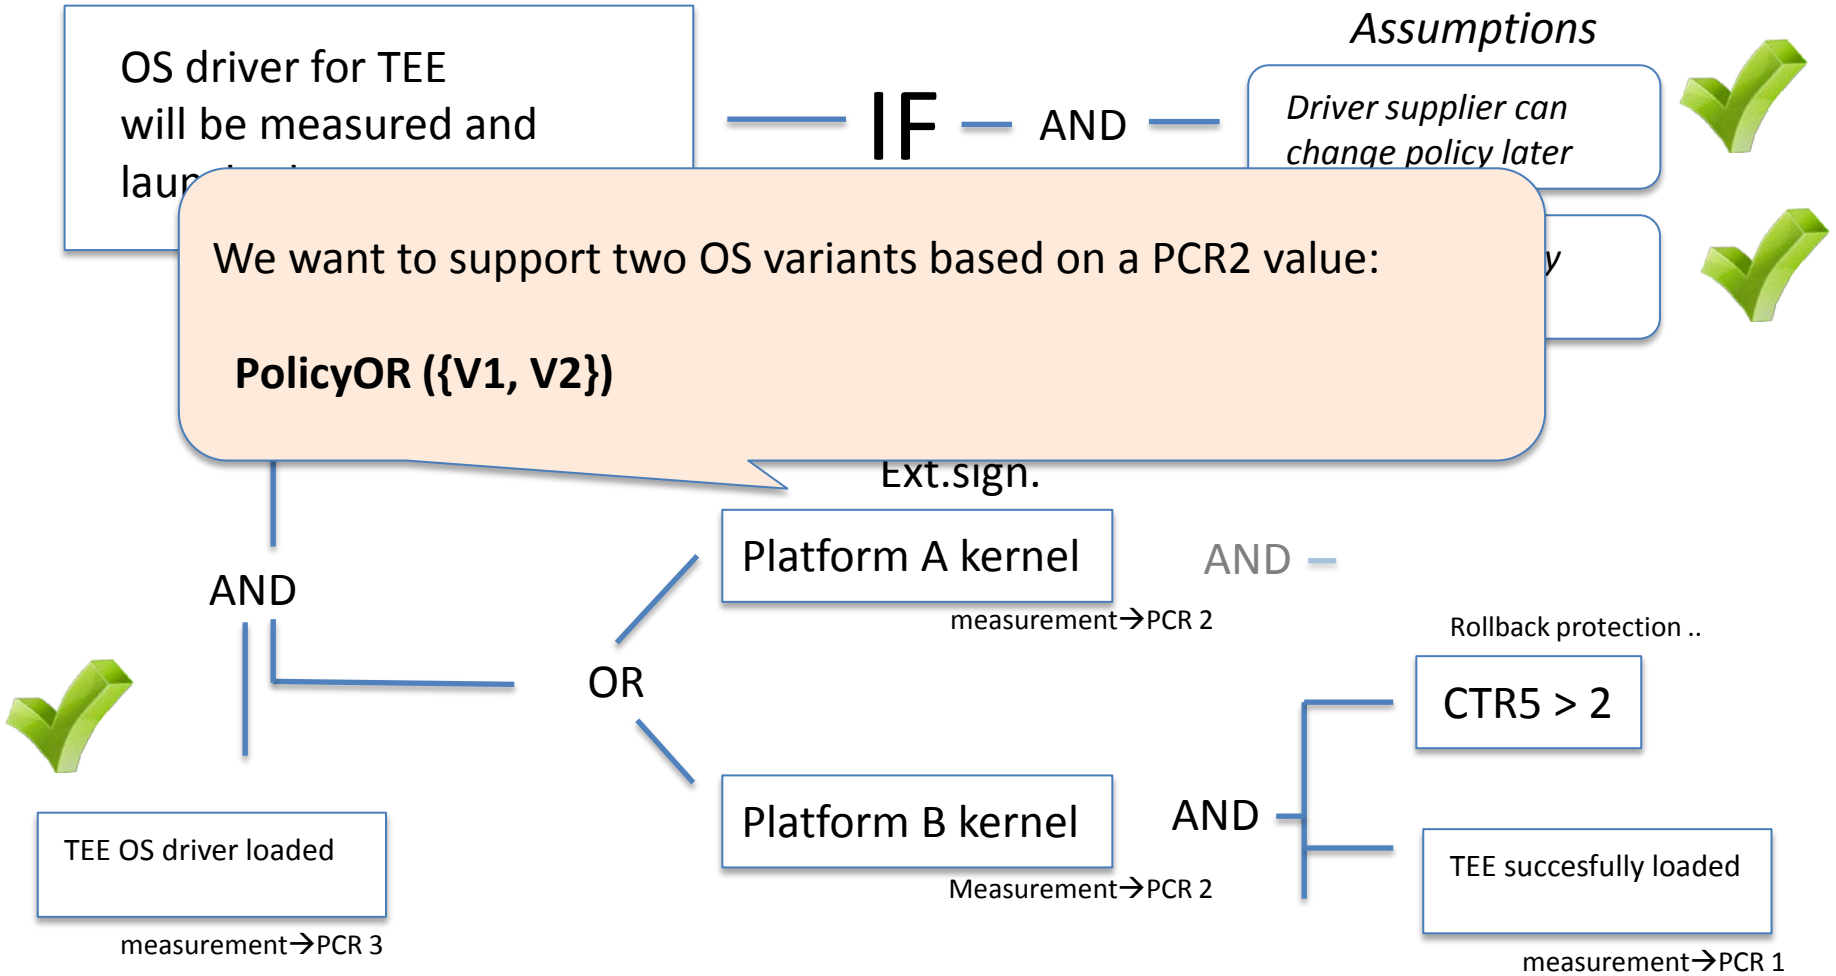 Assumptions
OS driver for TEE
will be measured and
IF
AND
Driver supplier can
change policy later
We want to support two OS variants based on a PCR2 value:
PolicyOR ({V1, V2})
Ext.sign.
Platform A kernel
AND
measurement→PCR 2
AND
Rollback protection ..
OR
CTR5 > 2
Platform B kernel
AND
TEE OS driver loaded
TEE succesfully loaded
Measurement→PCR 2
measurement→PCR 3
measurement→PCR 1